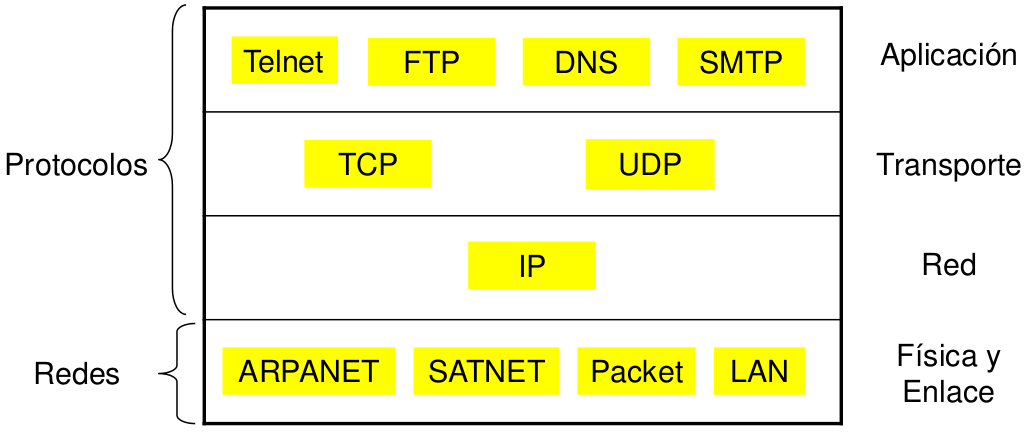 Telnet FTP DNS SMTP Aplicación
Protocolos TCP UDP Transporte
IP Red
Redes ARPANET SATNET Packet LAN Física y
Enlace